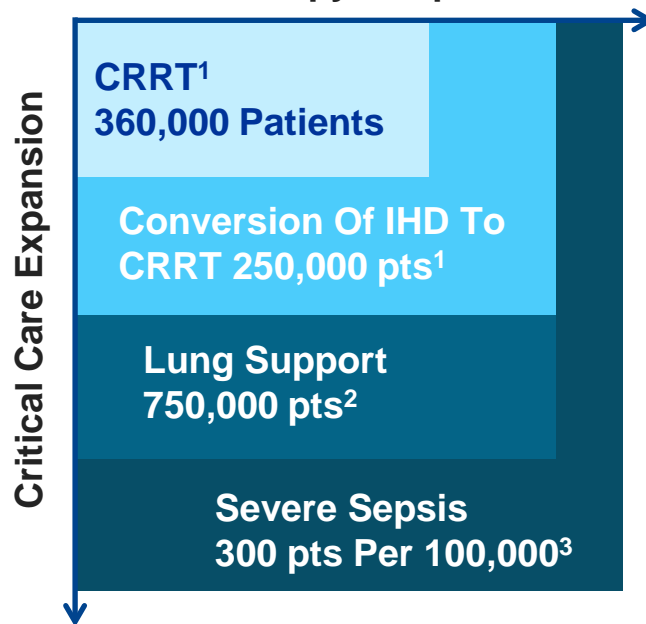 CRRT¹
360,000 Patients
Conversion Of IHD To
CRRT 250,000 pts¹
Lung Support
750,000 pts²
Severe Sepsis
300 pts Per 100,000³
Critical Care Expansion